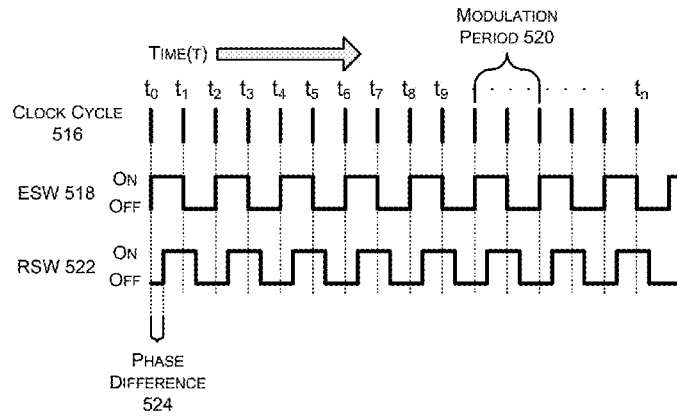 MODULATION
PERIOD 520
TIME(T)
t0 t1 t2 t3 t4 t5 t6 t7 t8 t9 . . . . . . . . tn
CLOCK CYCLE
516
ESW 518
ON
OFF
RSW 522
ON
OFF
PHASE
DIFFERENCE
524